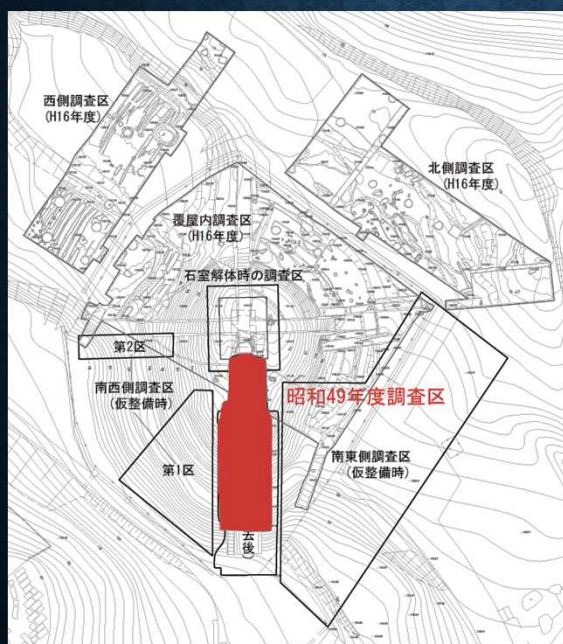 西側調査区
(H16年度)
北側調査区
(H16年度)
覆屋内調査区
(H16年度)
石室解体時の調査区
第2区
南西側調査区
(仮整備時)
昭和49年度調査区
第1区
南東側調査区
(仮整備時)
去後)